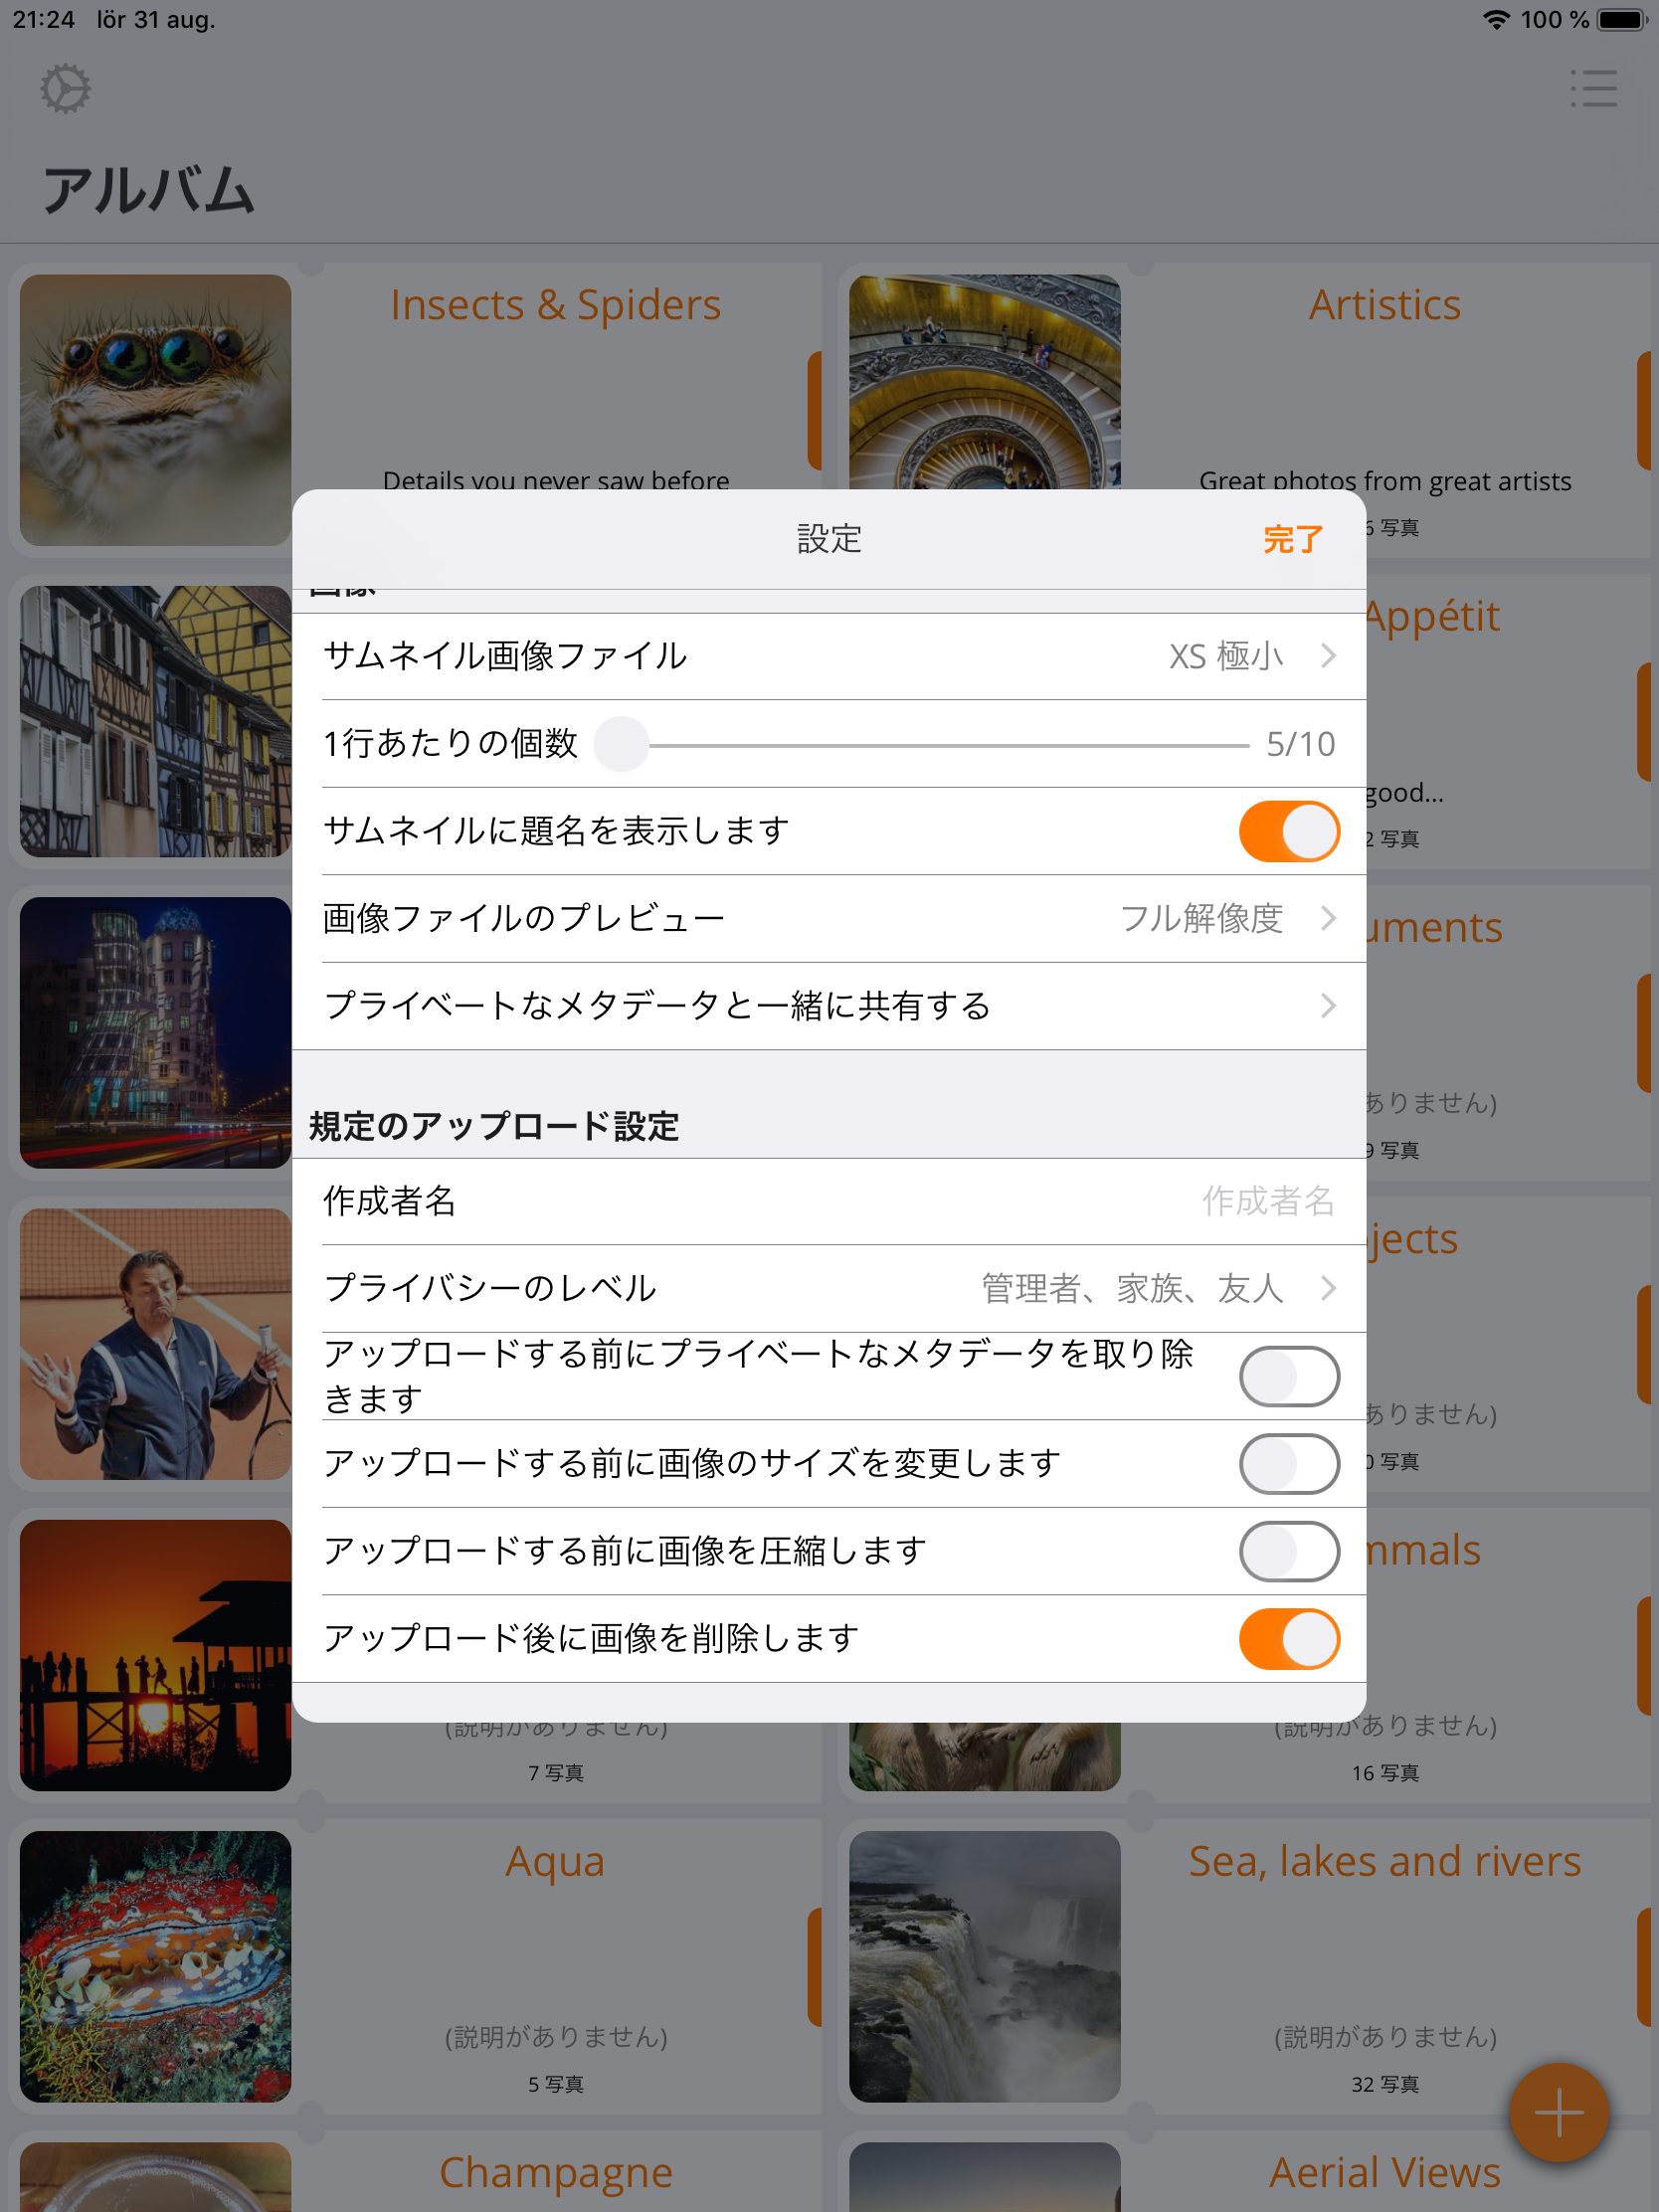 21:24 lör 31 aug. 100 %
アルバム
Insects & Spiders
Artistics
Details you never saw before
Great photos from great artists
設定
完了
写真
画像
Appétit
サムネイル画像ファイル
XS 極小
1行あたりの個数
5/10
good...
サムネイルに題名を表示します
写真
画像ファイルのプレビュー
フル解像度
プライベートなメタデータと一緒に共有する
ありません)
規定のアップロード設定
写真
作成者名
作成者名
プライバシーのレベル
管理者、家族、友人
アップロードする前にプライベートなメタデータを取り除
きます
ありません)
アップロードする前に画像のサイズを変更します
写真
アップロードする前に画像を圧縮します
アップロード後に画像を削除します
(説明がありません)
(説明がありません)
7 写真
16 写真
Aqua
Sea, lakes and rivers
(説明がありません)
(説明がありません)
5 写真
32 写真
Champagne
Aerial Views